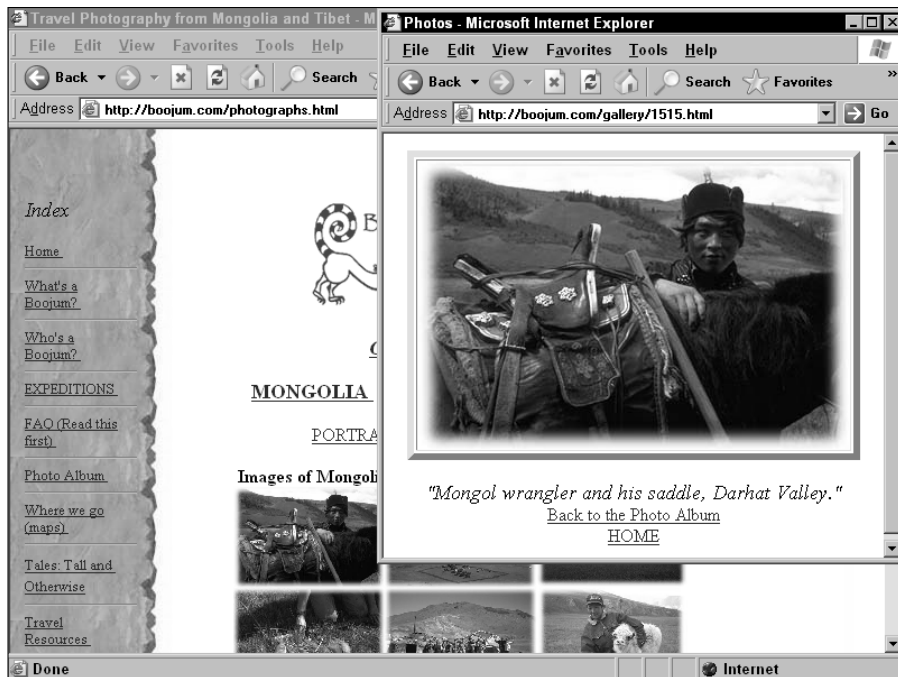 Travel Photography from Mongolia and Tibet - M
File Edit View Favorites Tools Help
Back Search
Address http://boojum.com/photographs.html
Index
Home
What's a
Boojum?
Who's a
Boojum?
EXPEDITIONS
FAQ (Read this
first)
Photo Album
Where we go
(maps)
Tales: Tall and
Otherwise
Travel
Resources
B
MONGOLIA
PORTRA
Images of Mongoli
Done
Internet
Photos - Microsoft Internet Explorer
File Edit View Favorites Tools Help
Back Search Favorites »
Address http://boojum.com/gallery/1515.html Go
"Mongol wrangler and his saddle, Darhat Valley."
Back to the Photo Album
HOME